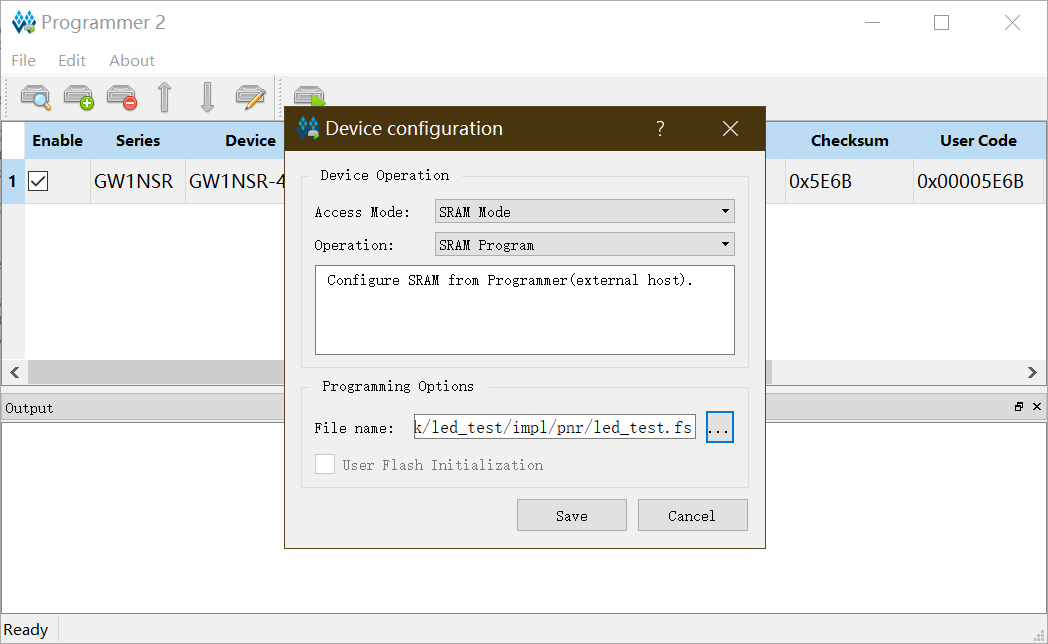 Programmer 2
File Edit About
Enable Series Device Checksum User Code
1 GW1NSR GW1NSR-4 0x5E6B 0x00005E6B
Device configuration ?
Device Operation
Access Mode: SRAM Mode
Operation: SRAM Program
Configure SRAM from Programmer(external host).
Programming Options
File name: k/led_test/impl/pnr/led_test.fs ...
User Flash Initialization
Save Cancel
Output
Ready